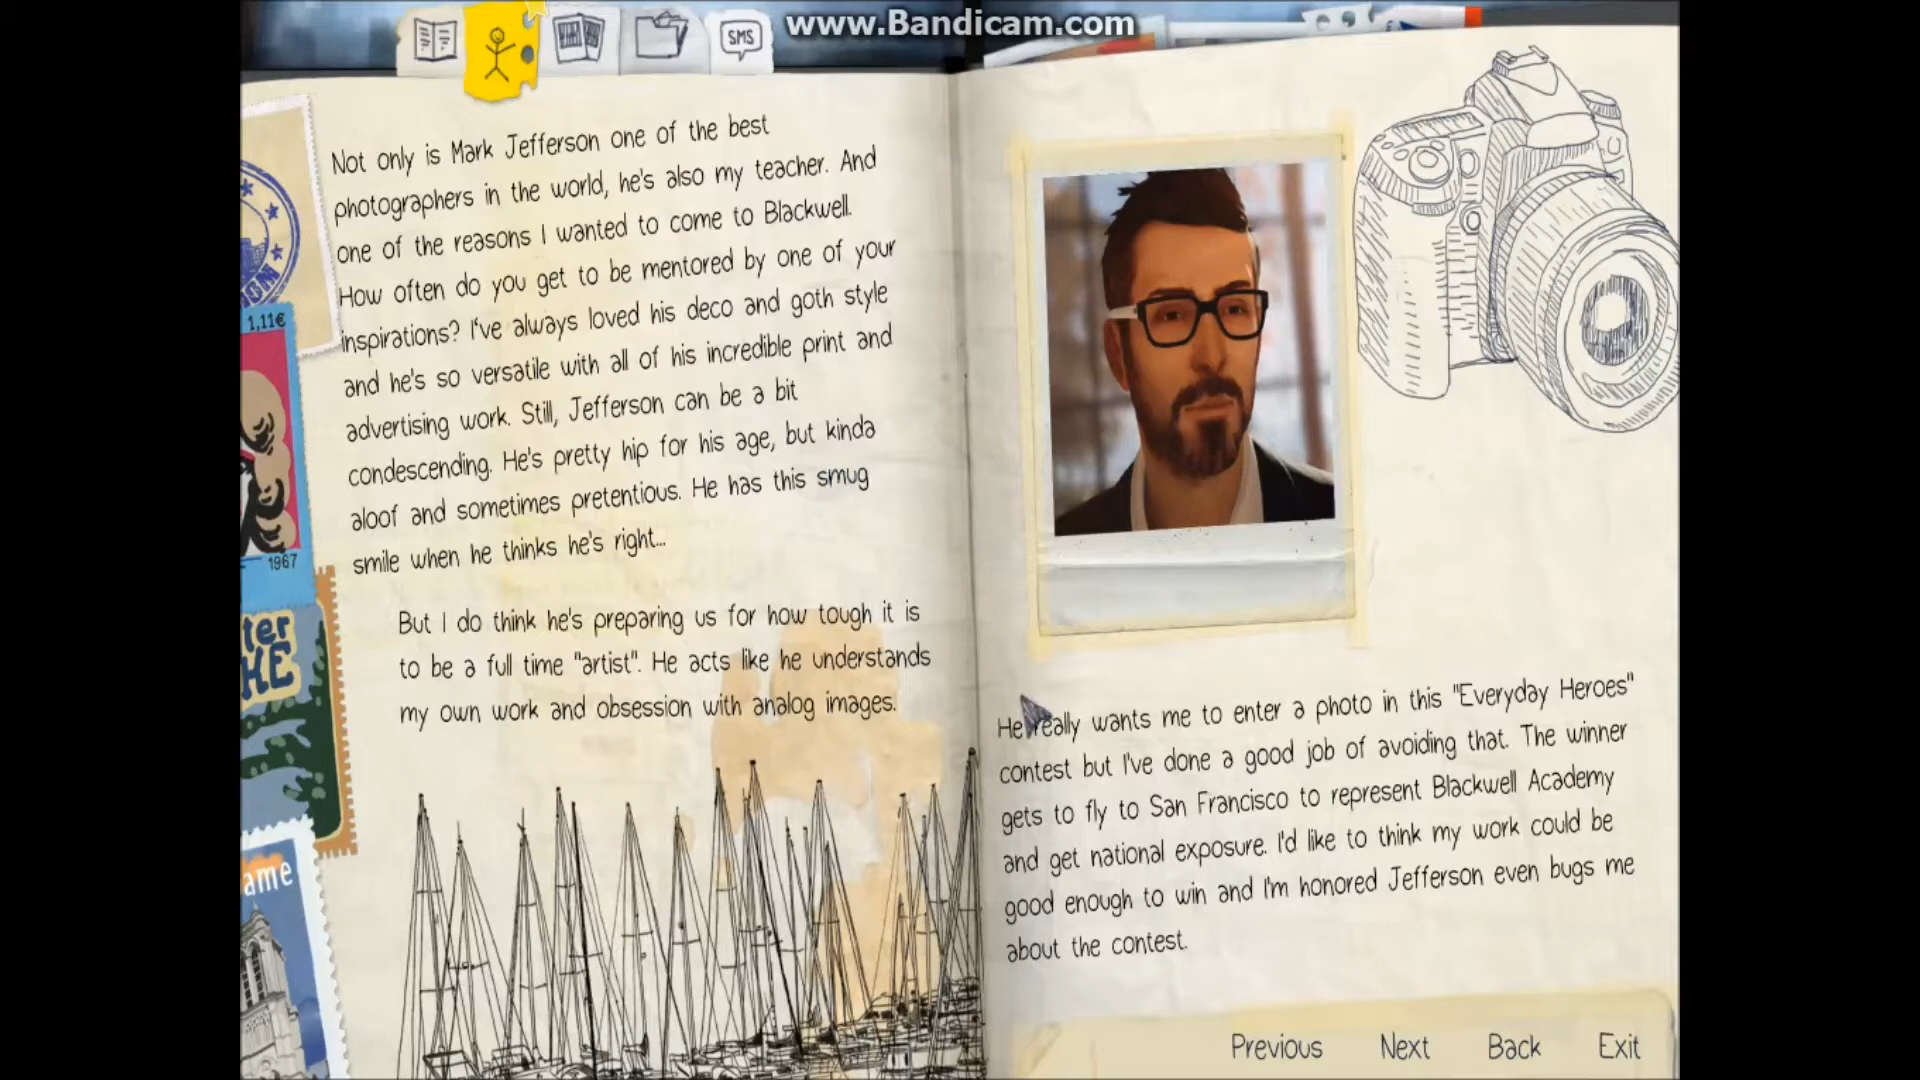 www.Bandicam.com
SMS
Not only is Mark Jefferson one of the best
photographers in the world, he's also my teacher. And
one of the reasons I wanted to come to Blackwell.
How often do you get to be mentored by one of your
inspirations? I've always loved his deco and goth style
and he's so versatile with all of his incredible print and
advertising work. Still, Jefferson can be a bit
condescending. He's pretty hip for his age, but kinda
aloof and sometimes pretentious. He has this smug
smile when he thinks he's right...
But I do think he's preparing us for how tough it is
to be a full time "artist". He acts like he understands
my own work and obsession with analog images.
1,11€
1967
ter
HE
ame
He really wants me to enter a photo in this "Everyday Heroes"
contest but I've done a good job of avoiding that. The winner
gets to fly to San Francisco to represent Blackwell Academy
and get national exposure. I'd like to think my work could be
good enough to win and I'm honored Jefferson even bugs me
about the contest.
Previous Next Back Exit